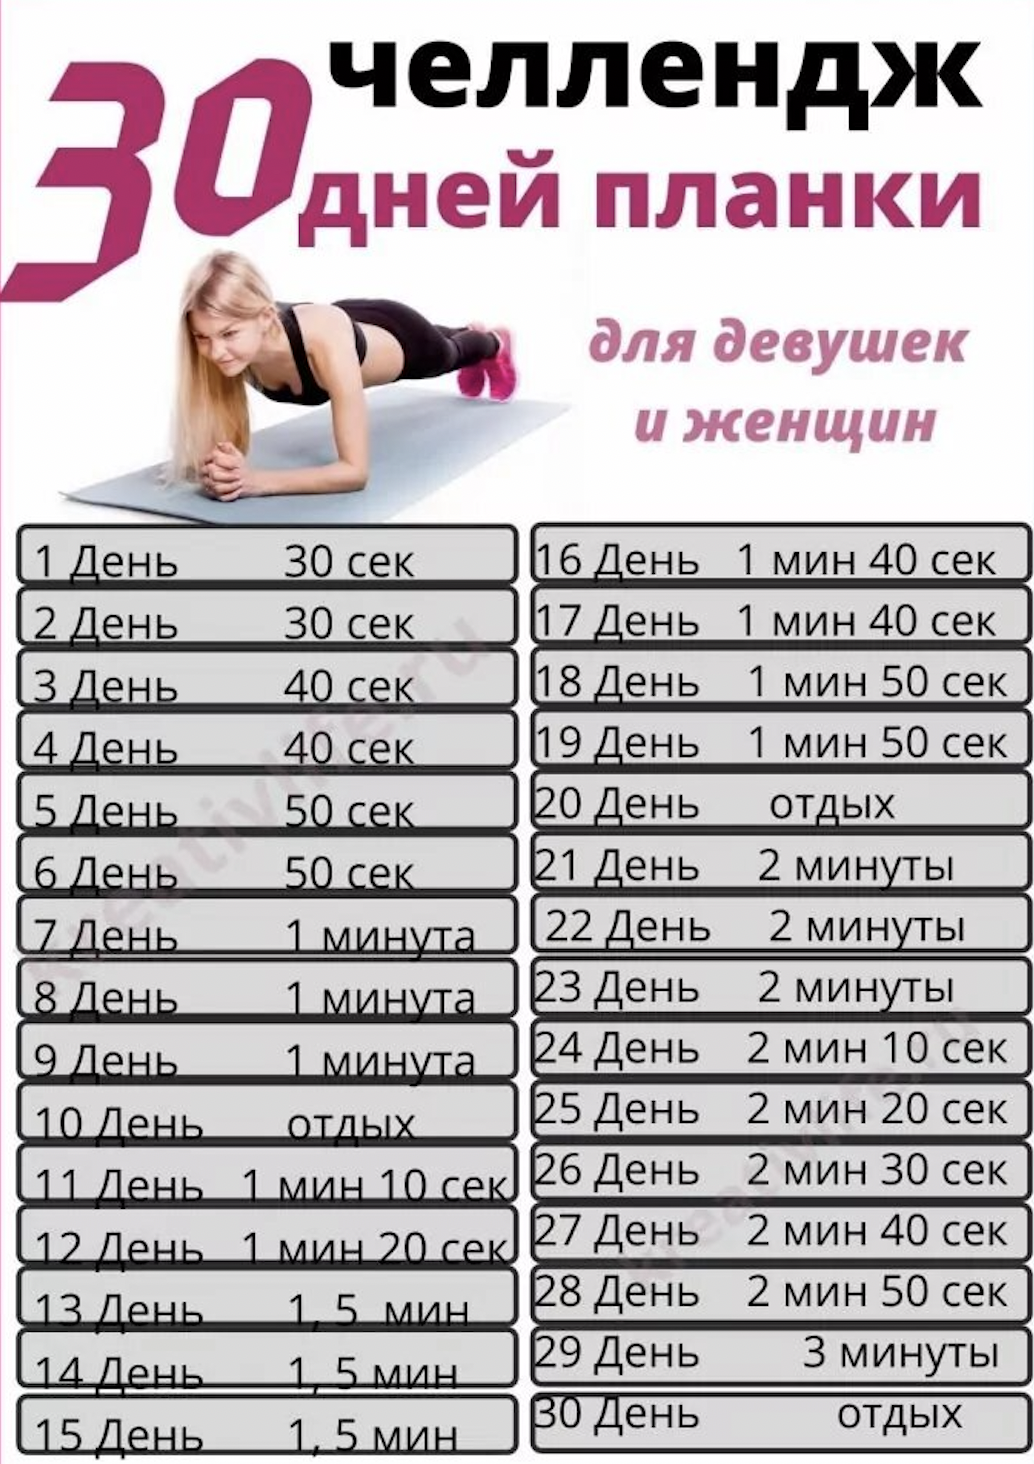 30
челлендж
дней планки
для девушек
и женщин
1 День 30 сек
2 День 30 сек
3 День 40 сек
4 День 40 сек
5 День 50 сек
6 День 50 сек
7 День 1 минута
8 День 1 минута
9 День 1 минута
10 День отдых
11 День 1 мин 10 сек
12 День 1 мин 20 сек
13 День 1, 5 мин
14 День 1, 5 мин
15 День 1, 5 мин
16 День 1 мин 40 сек
17 День 1 мин 40 сек
18 День 1 мин 50 сек
19 День 1 мин 50 сек
20 День отдых
21 День 2 минуты
22 День 2 минуты
23 День 2 минуты
24 День 2 мин 10 сек
25 День 2 мин 20 сек
26 День 2 мин 30 сек
27 День 2 мин 40 сек
28 День 2 мин 50 сек
29 День 3 минуты
30 День отдых
kreativlife.ru
kreativlife.ru